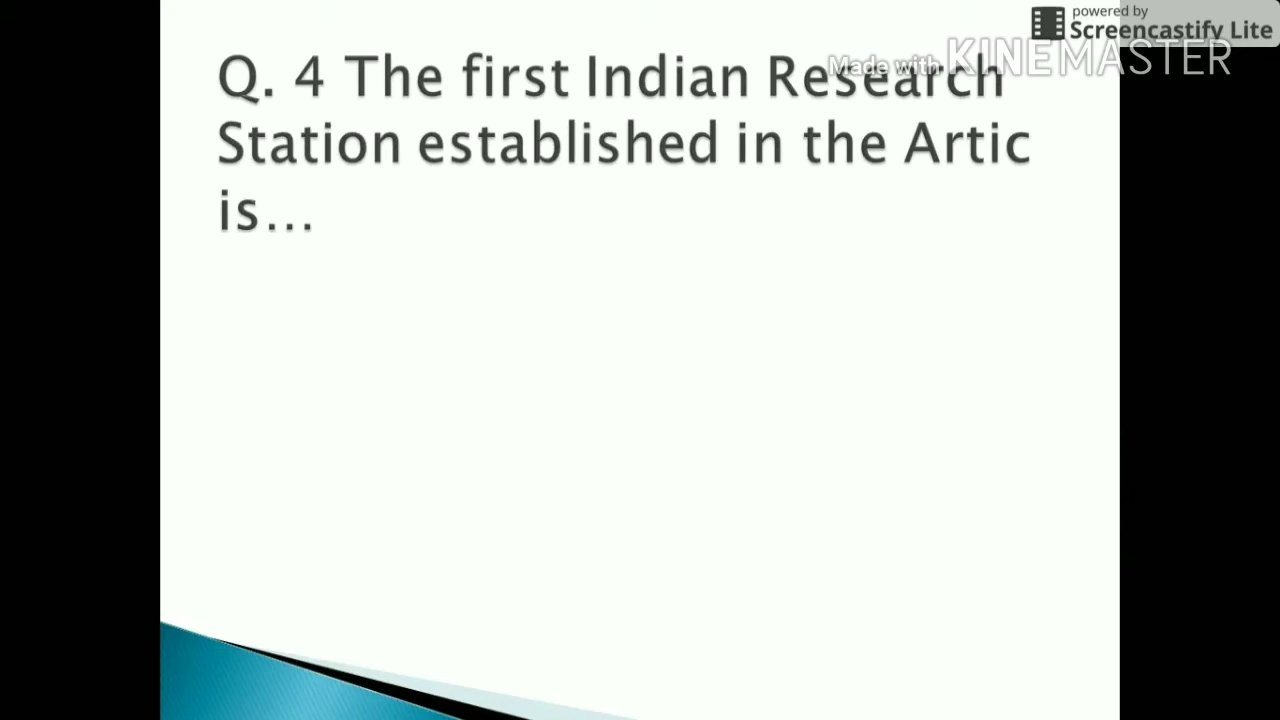 powered by
Screencastify Lite
Made with KINEMASTER
Q. 4 The first Indian Research
Station established in the Artic
is...